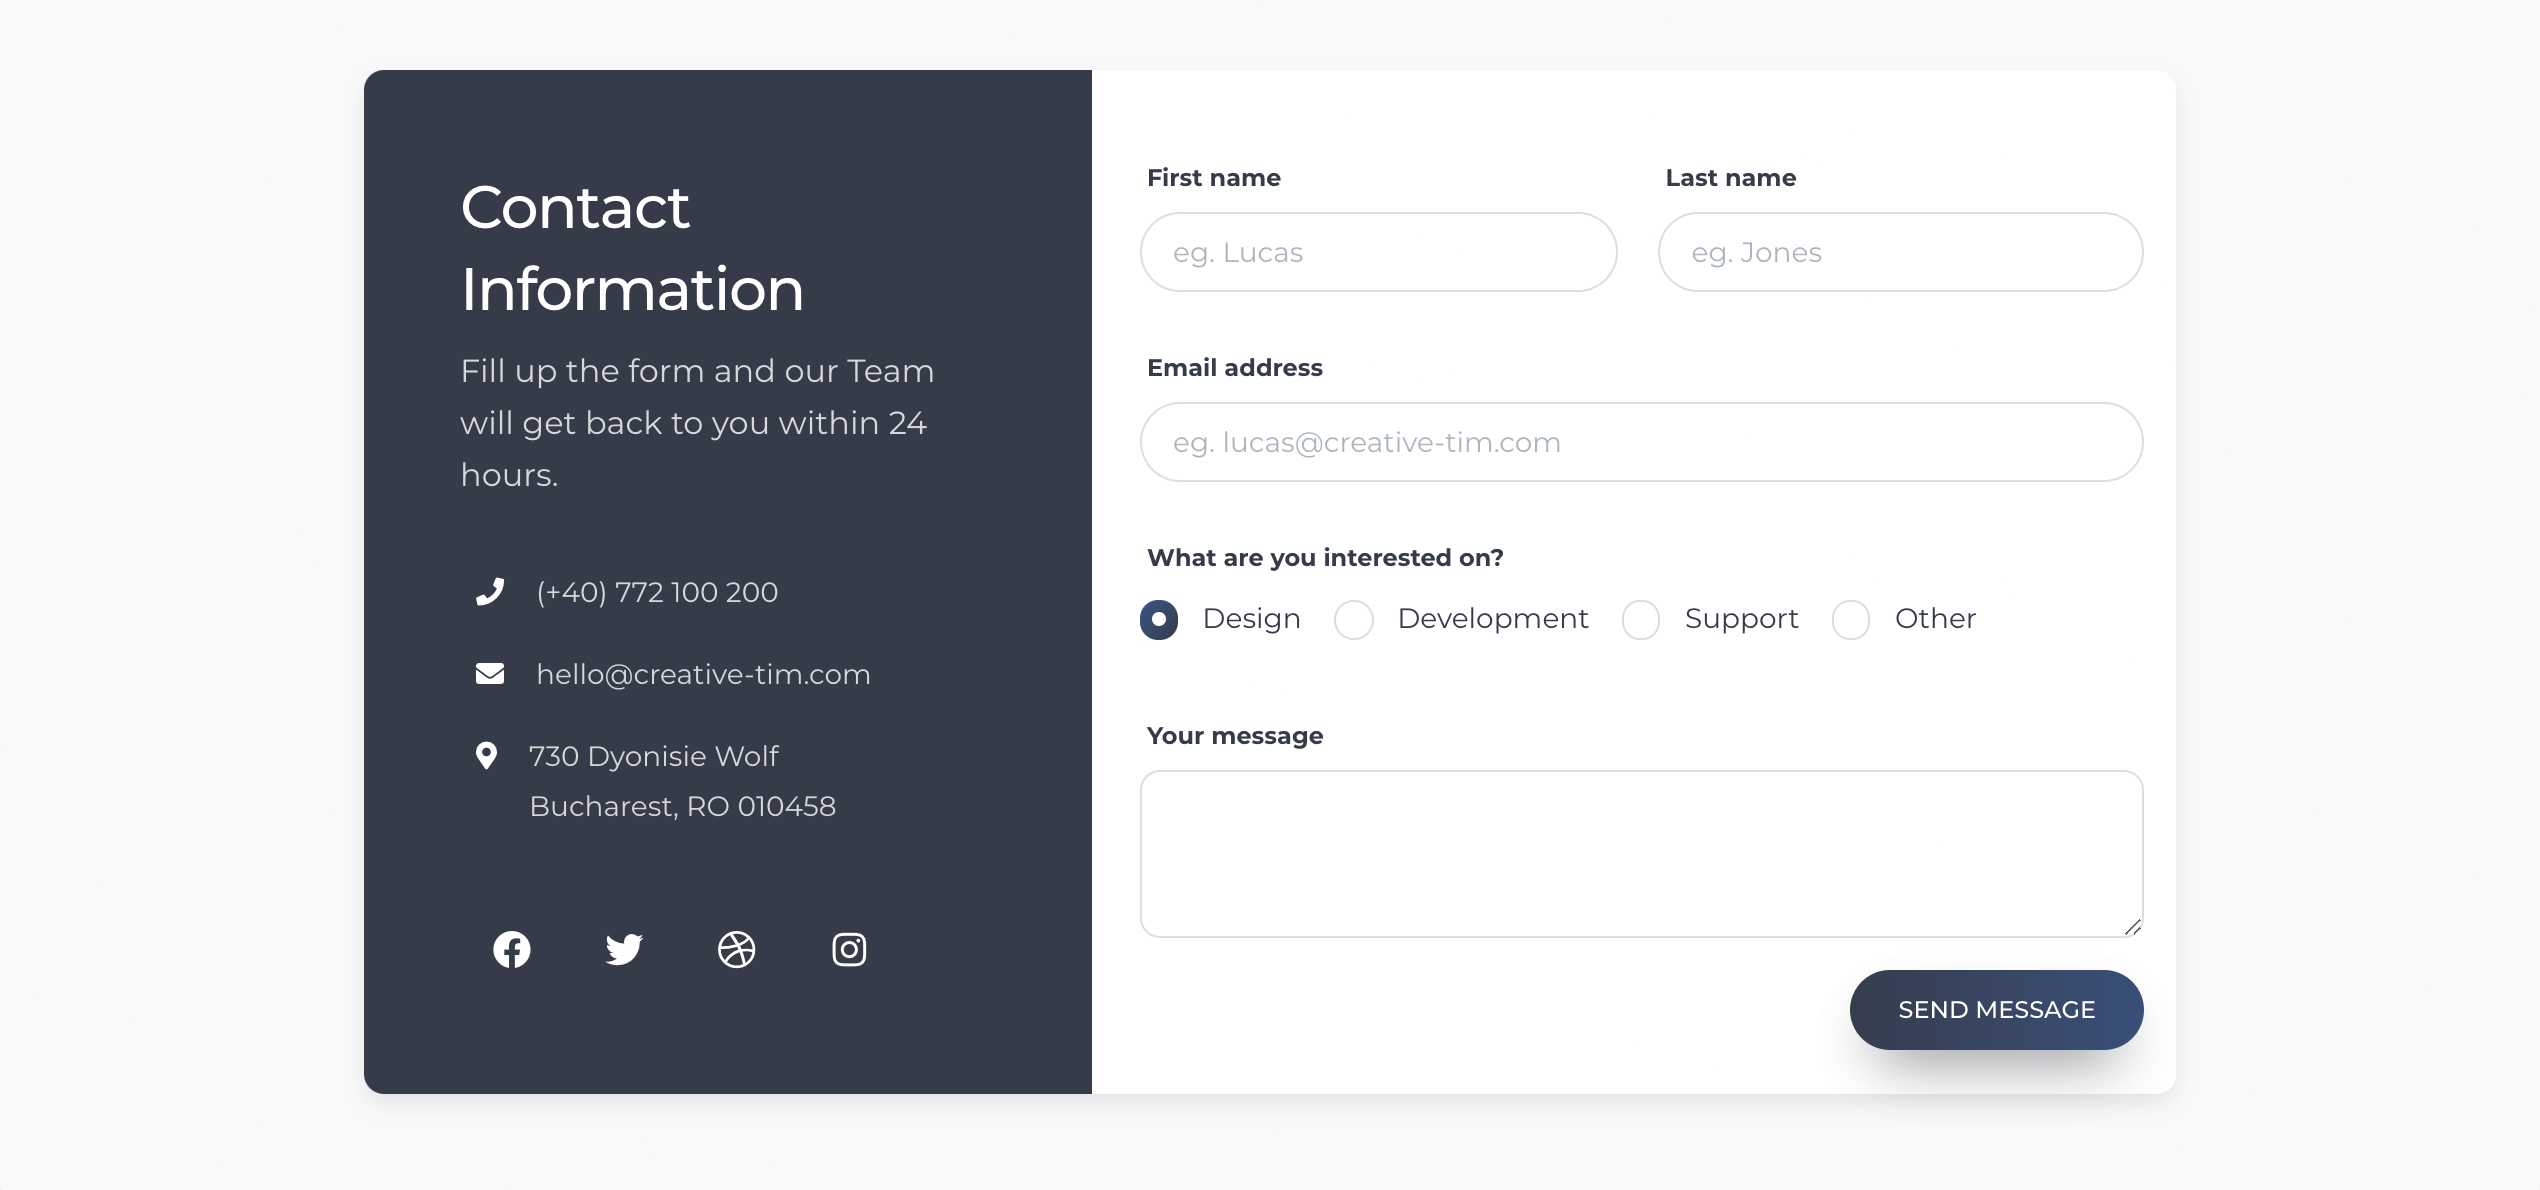 Contact
Information
Fill up the form and our Team
will get back to you within 24
hours.
(+40) 772 100 200
hello@creative-tim.com
730 Dyonisie Wolf
Bucharest, RO 010458
First name
Last name
eg. Lucas
eg. Jones
Email address
eg. lucas@creative-tim.com
What are you interested on?
Design
Development
Support
Other
Your message
SEND MESSAGE